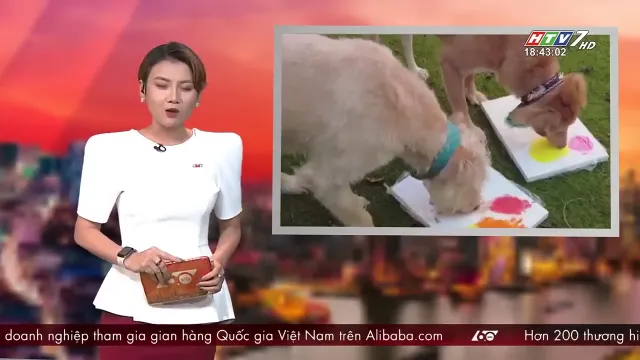 HTV7 HD
18:43:02
doanh nghiệp tham gia gian hàng Quốc gia Việt Nam trên Alibaba.com 60 Hơn 200 thương hi